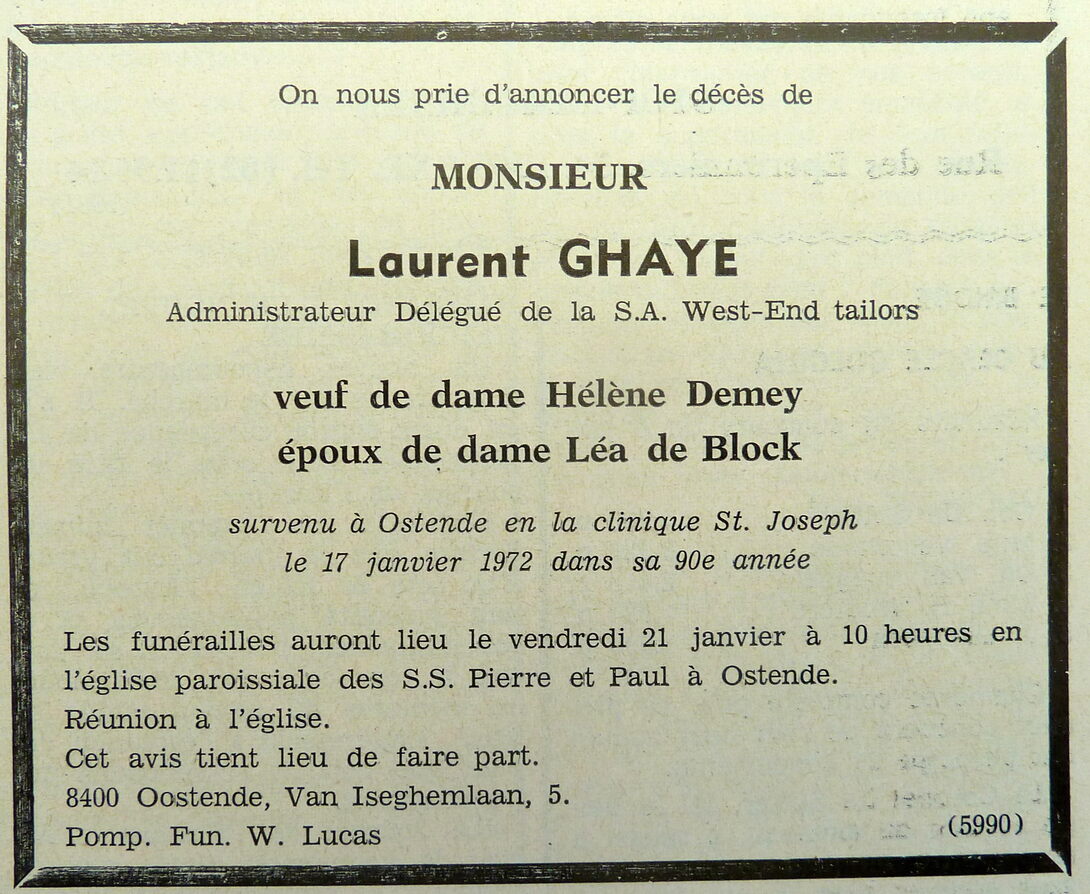 On nous prie d'annoncer le décès de
MONSIEUR
Laurent GHAYE
Administrateur Délégué de la S.A. West-End tailors
veuf de dame Hélène Demey
époux de dame Léa de Block
survenu à Ostende en la clinique St. Joseph
le 17 janvier 1972 dans sa 90e année
Les funérailles auront lieu le vendredi 21 janvier à 10 heures en
l'église paroissiale des S.S. Pierre et Paul à Ostende.
Réunion à l'église.
Cet avis tient lieu de faire part.
8400 Oostende, Van Iseghemlaan, 5.
Pomp. Fun. W. Lucas
(5990)